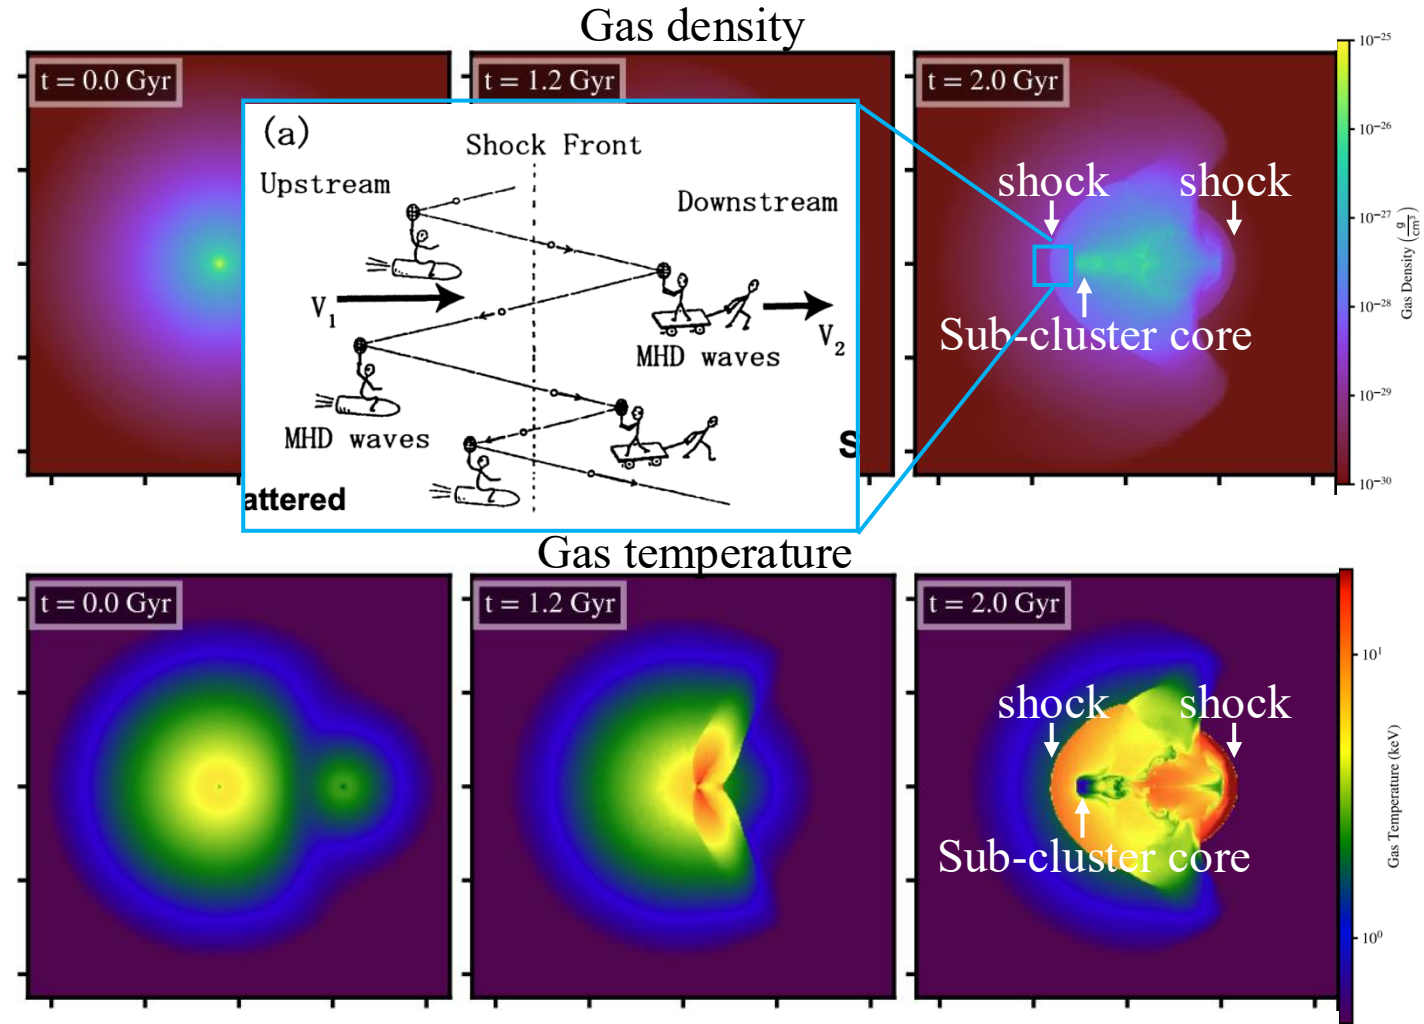 Gas density
t = 0.0 Gyr
t = 1.2 Gyr
t = 2.0 Gyr
(a)
Shock Front
Upstream
Downstream
V1
V2
MHD waves
MHD waves
S
attered
shock
shock
Sub-cluster core
10⁻²⁵
10⁻²⁶
10⁻²⁷
10⁻²⁸
10⁻²⁹
10⁻³⁰
Gas Density (g/cm³)
Gas temperature
t = 0.0 Gyr
t = 1.2 Gyr
t = 2.0 Gyr
shock
shock
Sub-cluster core
10¹
10⁰
Gas Temperature (keV)